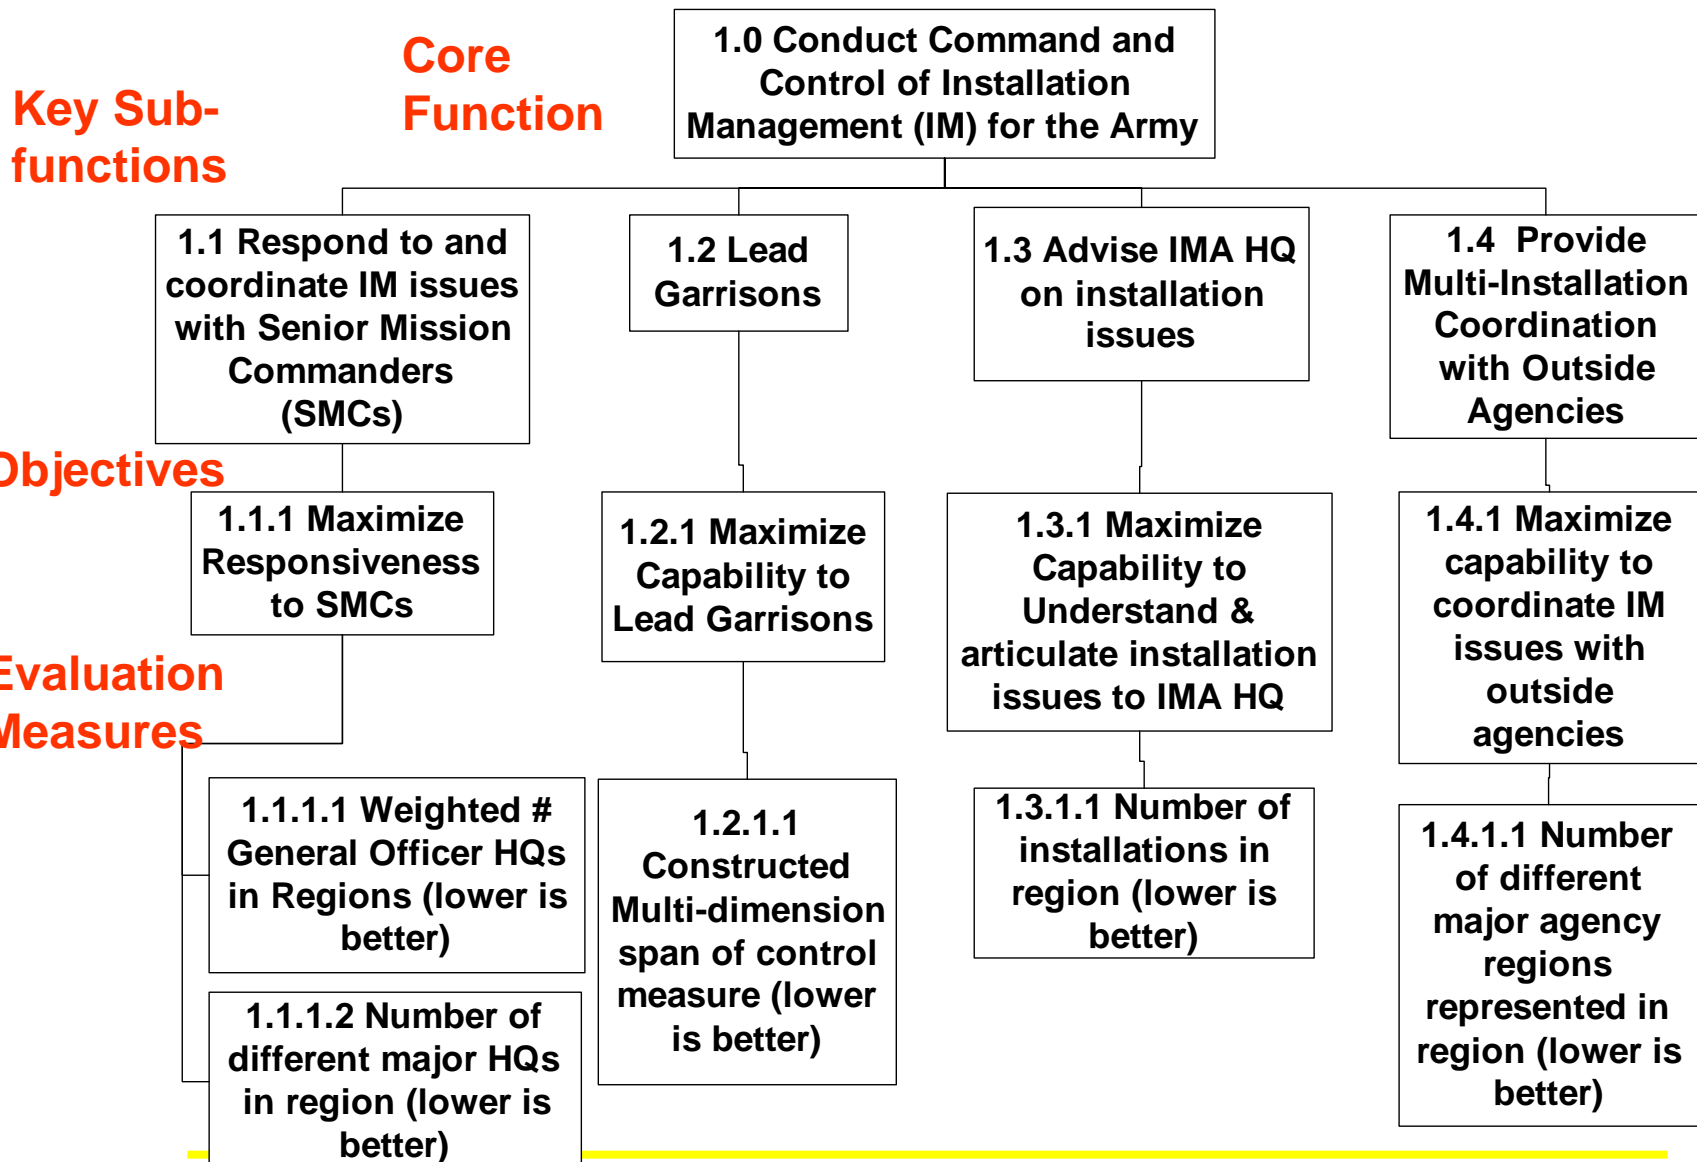 Core
Function
1.0 Conduct Command and
Control of Installation
Management (IM) for the Army
Key Sub-
functions
1.1 Respond to and
coordinate IM issues
with Senior Mission
Commanders
(SMCs)
1.2 Lead
Garrisons
1.3 Advise IMA HQ
on installation
issues
1.4 Provide
Multi-Installation
Coordination
with Outside
Agencies
Objectives
1.1.1 Maximize
Responsiveness
to SMCs
1.2.1 Maximize
Capability to
Lead Garrisons
1.3.1 Maximize
Capability to
Understand &
articulate installation
issues to IMA HQ
1.4.1 Maximize
capability to
coordinate IM
issues with
outside
agencies
Evaluation
Measures
1.1.1.1 Weighted #
General Officer HQs
in Regions (lower is
better)
1.1.1.2 Number of
different major HQs
in region (lower is
better)
1.2.1.1
Constructed
Multi-dimension
span of control
measure (lower
is better)
1.3.1.1 Number of
installations in
region (lower is
better)
1.4.1.1 Number
of different
major agency
regions
represented in
region (lower is
better)